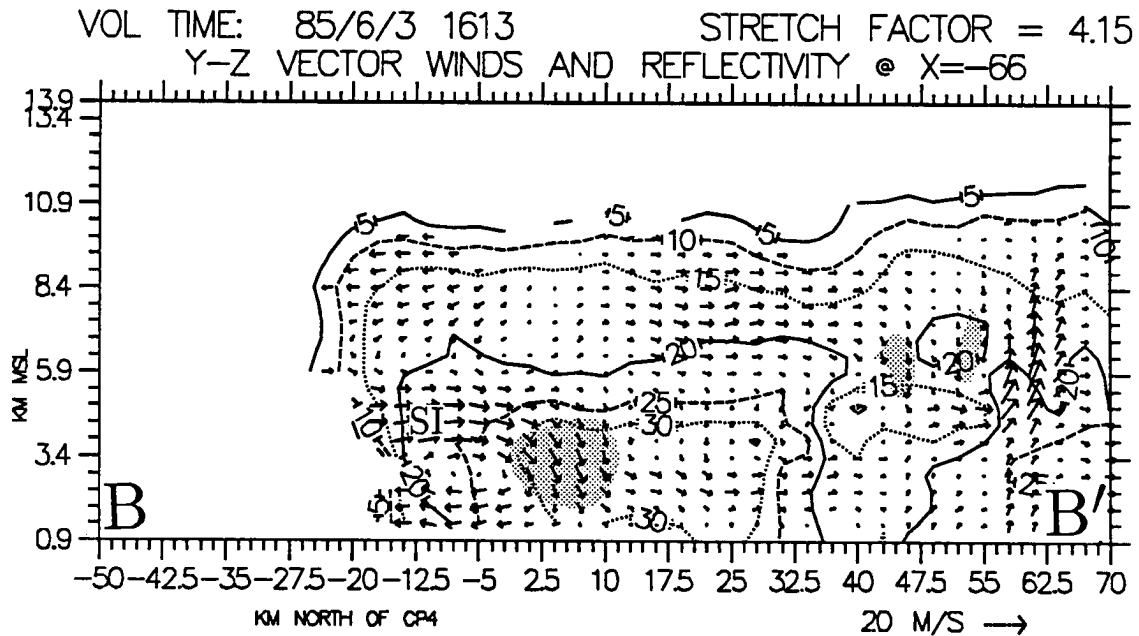 VOL TIME: 85/6/3 1613 STRETCH FACTOR = 4.15
Y-Z VECTOR WINDS AND REFLECTIVITY @ X=-66
13.9
13.4
10.9
8.4
5.9
3.4
0.9
KM MSL
5 5 5 5
10 10
15
20 20 20
15
25
30
10 SI
20
5
30
B B'
-50 -42.5 -35 -27.5 -20 -12.5 -5 2.5 10 17.5 25 32.5 40 47.5 55 62.5 70
KM NORTH OF CP4 20 M/S